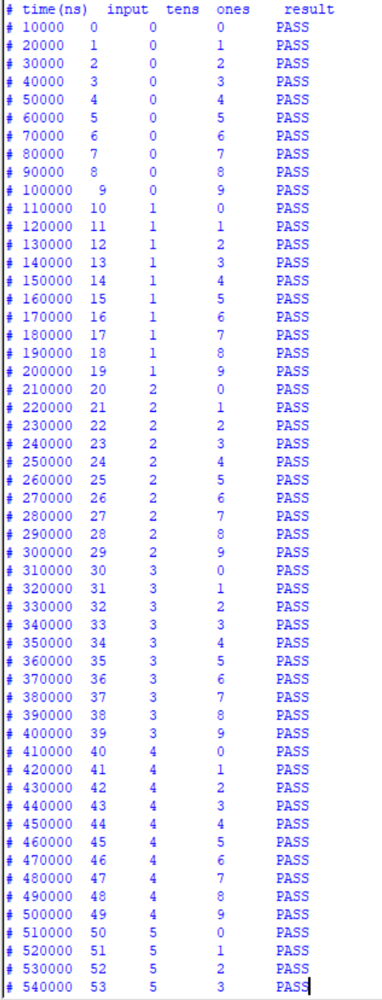 # time(ns)  input  tens  ones    result
# 10000  0      0       0      PASS
# 20000  1      0       1      PASS
# 30000  2      0       2      PASS
# 40000  3      0       3      PASS
# 50000  4      0       4      PASS
# 60000  5      0       5      PASS
# 70000  6      0       6      PASS
# 80000  7      0       7      PASS
# 90000  8      0       8      PASS
# 100000  9     0       9      PASS
# 110000  10    1       0      PASS
# 120000  11    1       1      PASS
# 130000  12    1       2      PASS
# 140000  13    1       3      PASS
# 150000  14    1       4      PASS
# 160000  15    1       5      PASS
# 170000  16    1       6      PASS
# 180000  17    1       7      PASS
# 190000  18    1       8      PASS
# 200000  19    1       9      PASS
# 210000  20    2       0      PASS
# 220000  21    2       1      PASS
# 230000  22    2       2      PASS
# 240000  23    2       3      PASS
# 250000  24    2       4      PASS
# 260000  25    2       5      PASS
# 270000  26    2       6      PASS
# 280000  27    2       7      PASS
# 290000  28    2       8      PASS
# 300000  29    2       9      PASS
# 310000  30    3       0      PASS
# 320000  31    3       1      PASS
# 330000  32    3       2      PASS
# 340000  33    3       3      PASS
# 350000  34    3       4      PASS
# 360000  35    3       5      PASS
# 370000  36    3       6      PASS
# 380000  37    3       7      PASS
# 390000  38    3       8      PASS
# 400000  39    3       9      PASS
# 410000  40    4       0      PASS
# 420000  41    4       1      PASS
# 430000  42    4       2      PASS
# 440000  43    4       3      PASS
# 450000  44    4       4      PASS
# 460000  45    4       5      PASS
# 470000  46    4       6      PASS
# 480000  47    4       7      PASS
# 490000  48    4       8      PASS
# 500000  49    4       9      PASS
# 510000  50    5       0      PASS
# 520000  51    5       1      PASS
# 530000  52    5       2      PASS
# 540000  53    5       3      PASS